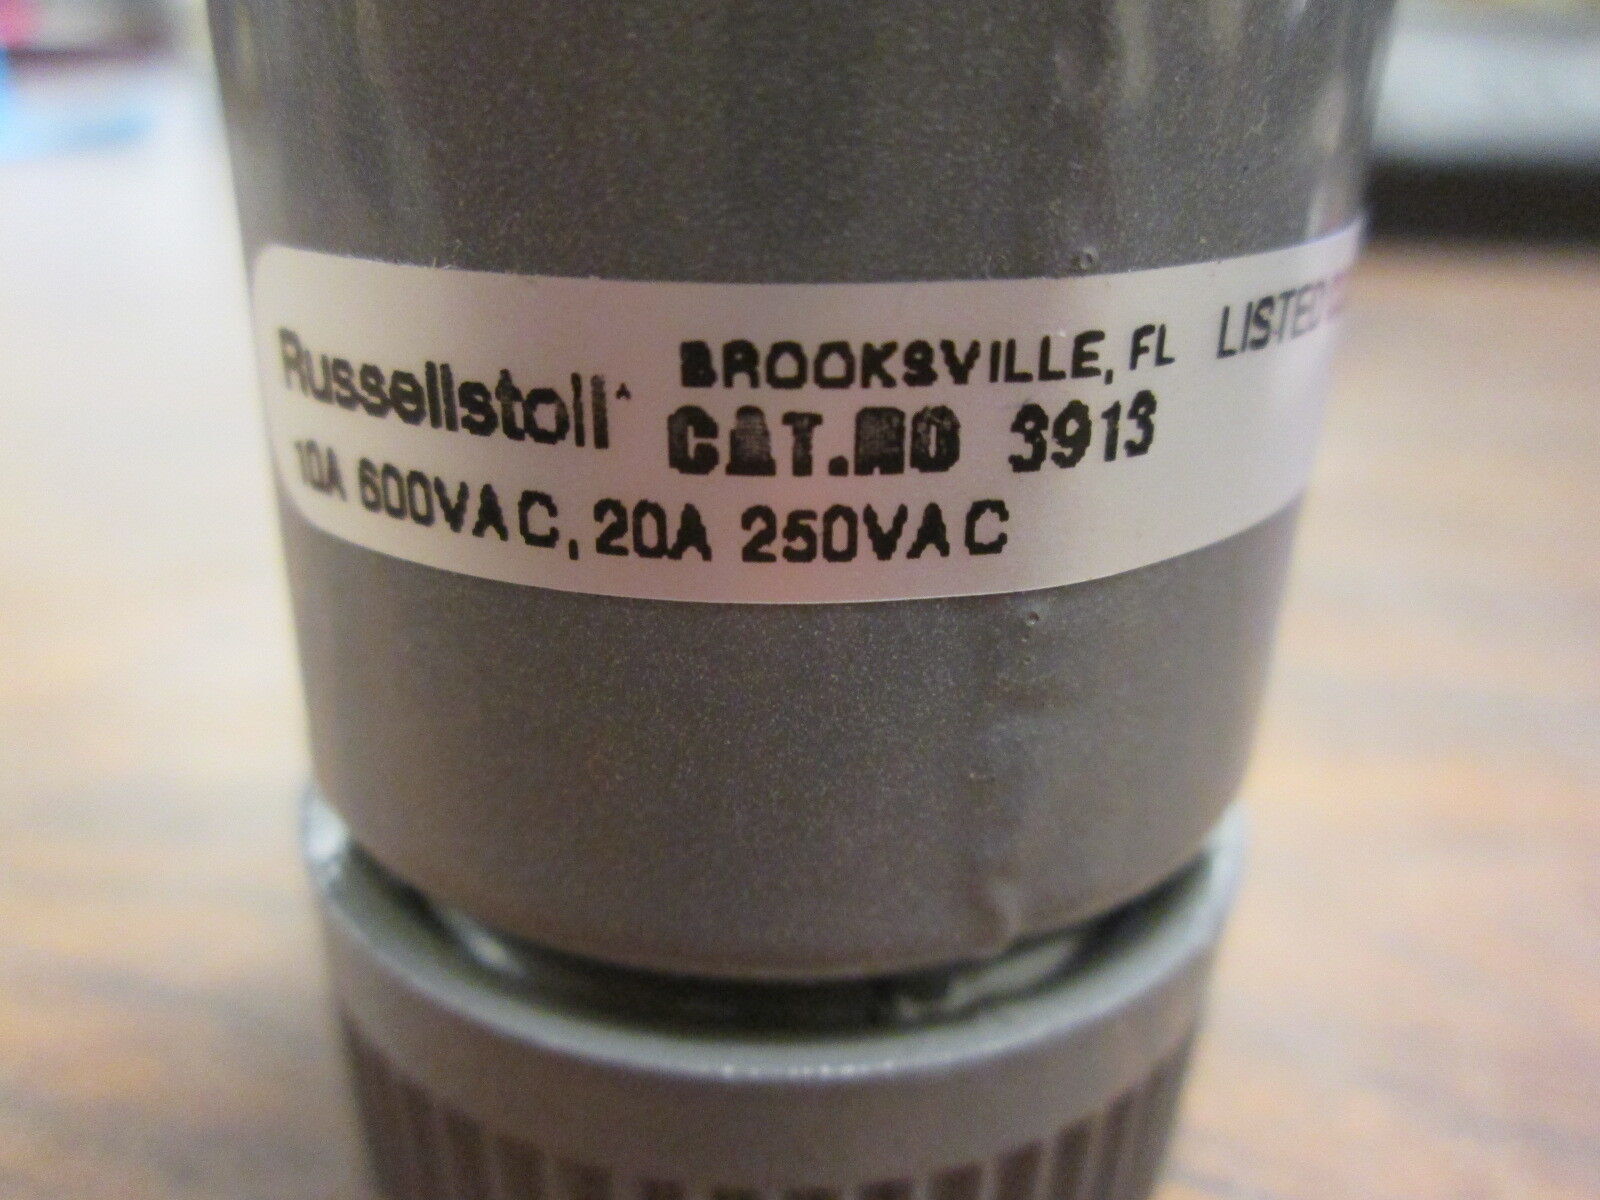 Russellstoll
BROOKSVILLE, FL LISTED
CAT.NO 3913
10A 600VAC, 20A 250VAC